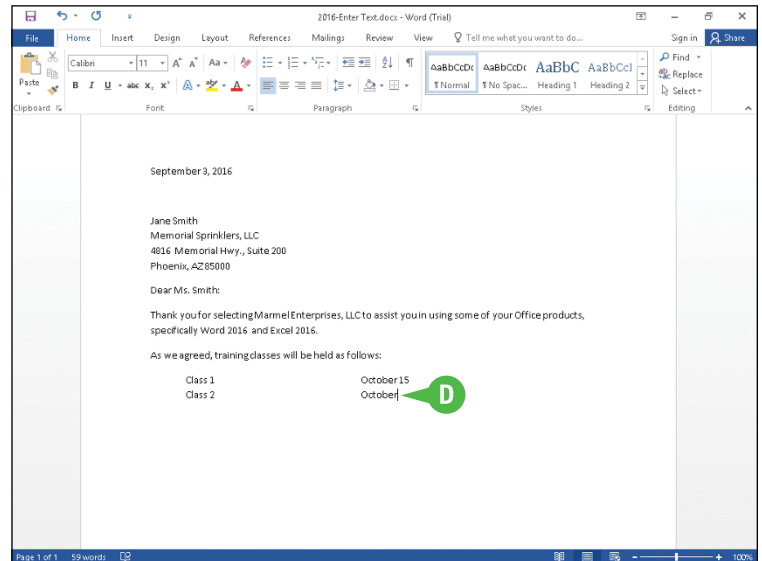 2016-Enter Text.docx - Word (Trial)
File Home Insert Design Layout References Mailings Review View Tell me what you want to do... Sign in Share
Paste
Calibri 11 A A Aa
B I U abc X₂ X² A A
AaBbCcDc AaBbCcDc AaBbC AaBbCcI
¶ Normal ¶ No Spac... Heading 1 Heading 2
Find
Replace
Select
Clipboard Font Paragraph Styles Editing
September 3, 2016
Jane Smith
Memorial Sprinklers, LLC
4816 Memorial Hwy., Suite 200
Phoenix, AZ 85000
Dear Ms. Smith:
Thank you for selecting Marmel Enterprises, LLC to assist you in using some of your Office products,
specifically Word 2016 and Excel 2016.
As we agreed, training classes will be held as follows:
Class 1 October 15
Class 2 October
D
Page 1 of 1 59 words 100%